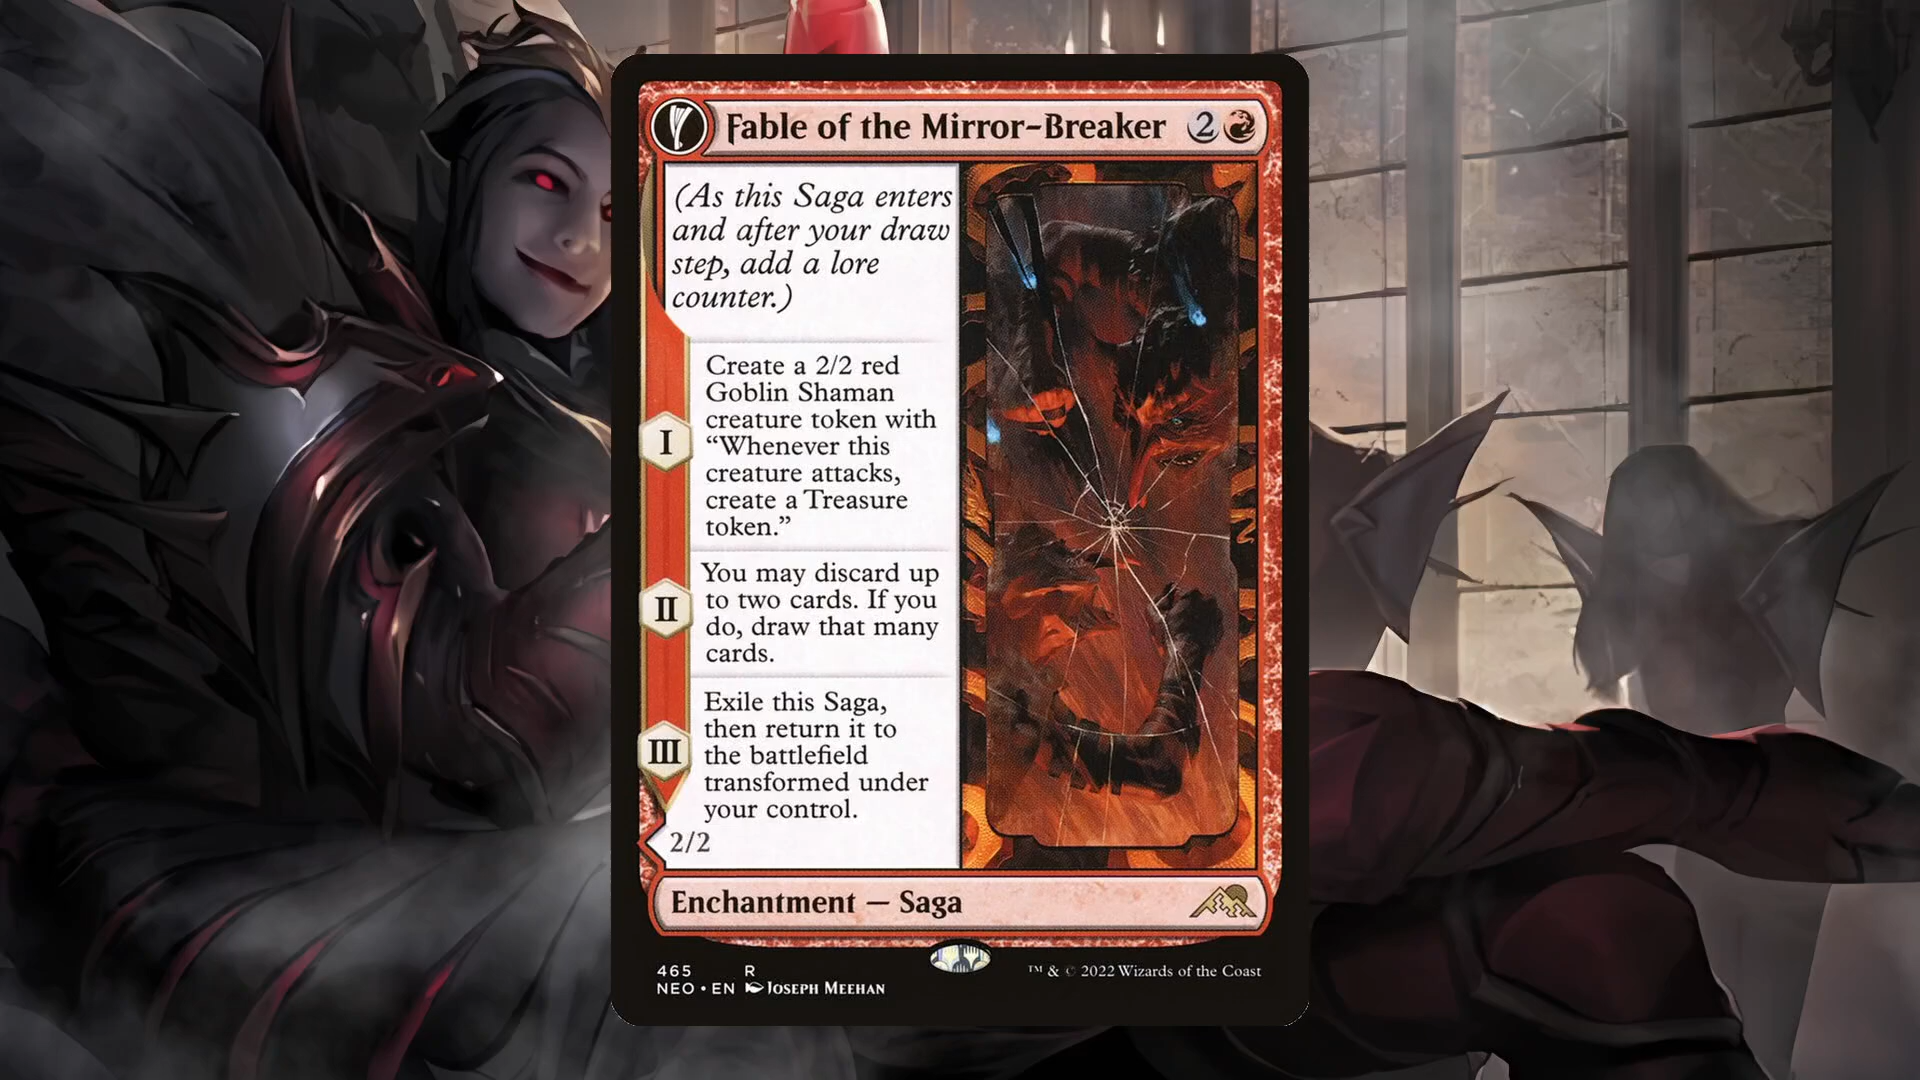 Fable of the Mirror-Breaker 2
(As this Saga enters
and after your draw
step, add a lore
counter.)
I
Create a 2/2 red
Goblin Shaman
creature token with
“Whenever this
creature attacks,
create a Treasure
token.”
II
You may discard up
to two cards. If you
do, draw that many
cards.
III
Exile this Saga,
then return it to
the battlefield
transformed under
your control.
2/2
Enchantment — Saga
465 R
NEO • EN JOSEPH MEEHAN
™ & © 2022 Wizards of the Coast